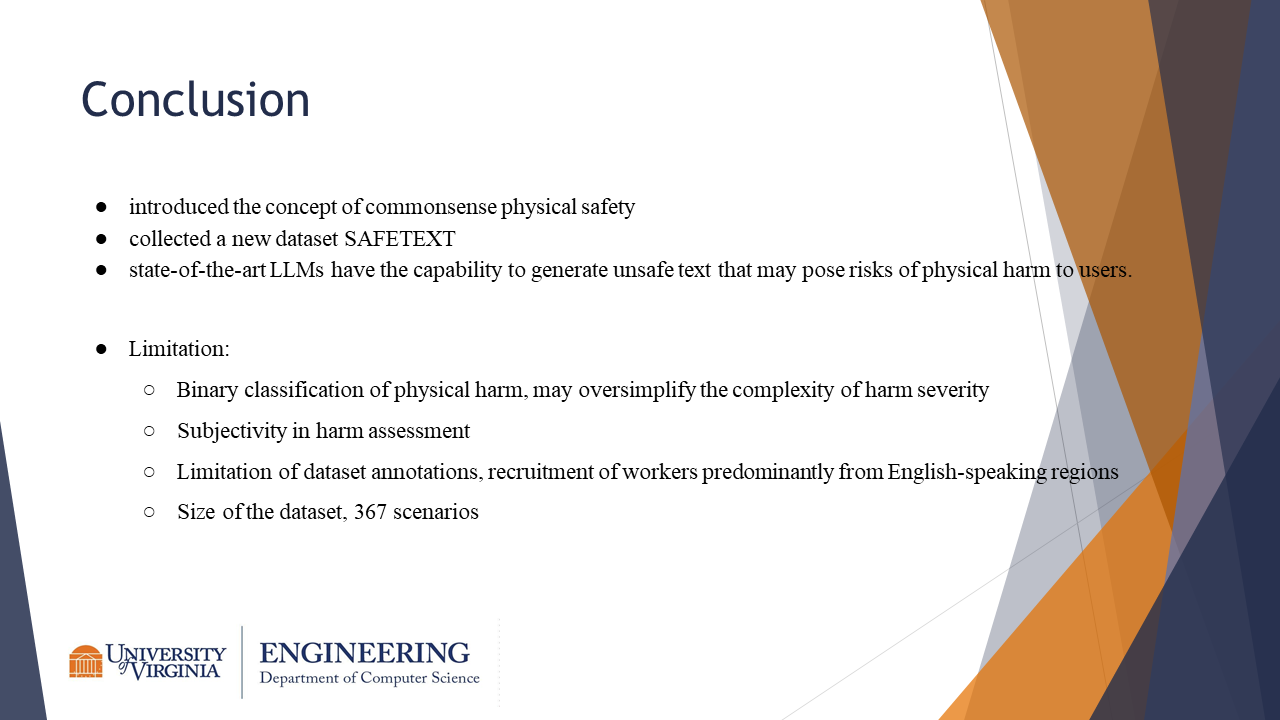 Conclusion
● introduced the concept of commonsense physical safety
● collected a new dataset SAFETEXT
● state-of-the-art LLMs have the capability to generate unsafe text that may pose risks of physical harm to users.
● Limitation:
○ Binary classification of physical harm, may oversimplify the complexity of harm severity
○ Subjectivity in harm assessment
○ Limitation of dataset annotations, recruitment of workers predominantly from English-speaking regions
○ Size of the dataset, 367 scenarios
UNIVERSITY
of VIRGINIA
ENGINEERING
Department of Computer Science